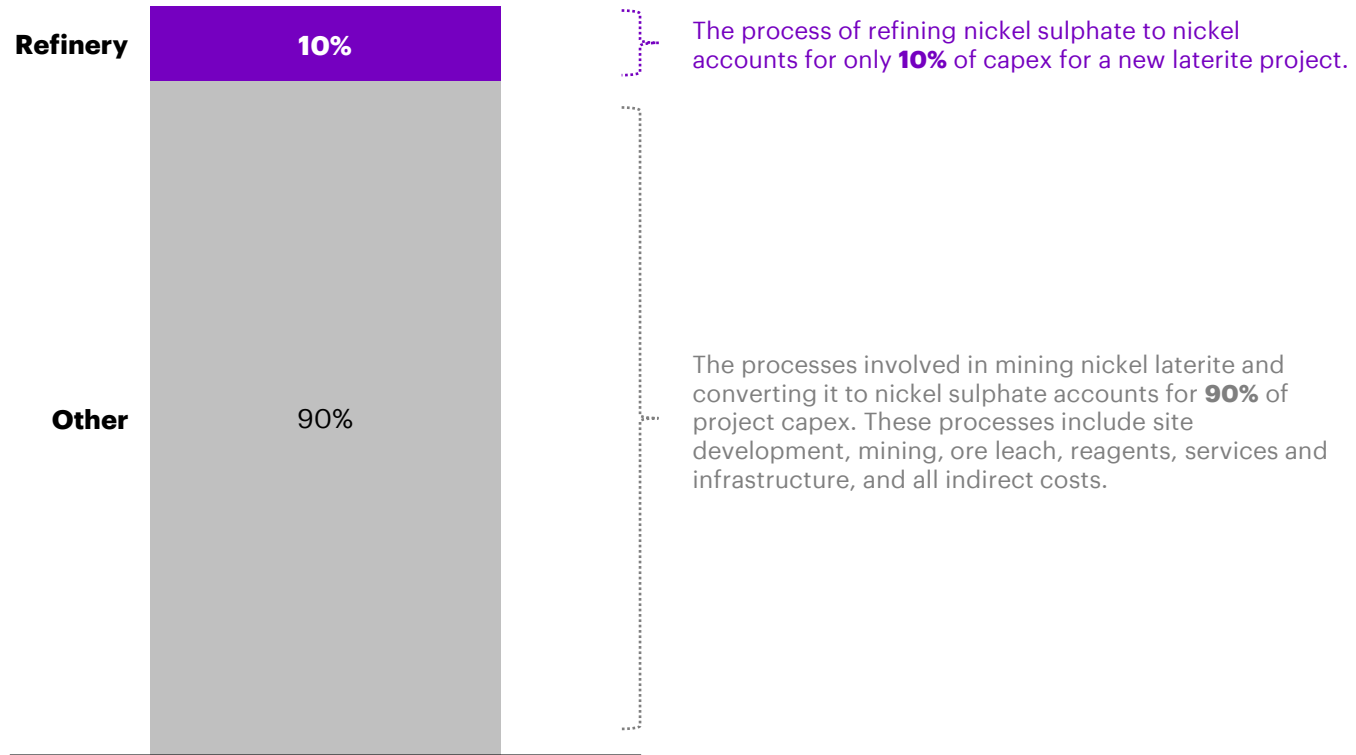 Refinery
10%
The process of refining nickel sulphate to nickel
accounts for only 10% of capex for a new laterite project.
Other
90%
The processes involved in mining nickel laterite and
converting it to nickel sulphate accounts for 90% of
project capex. These processes include site
development, mining, ore leach, reagents, services and
infrastructure, and all indirect costs.